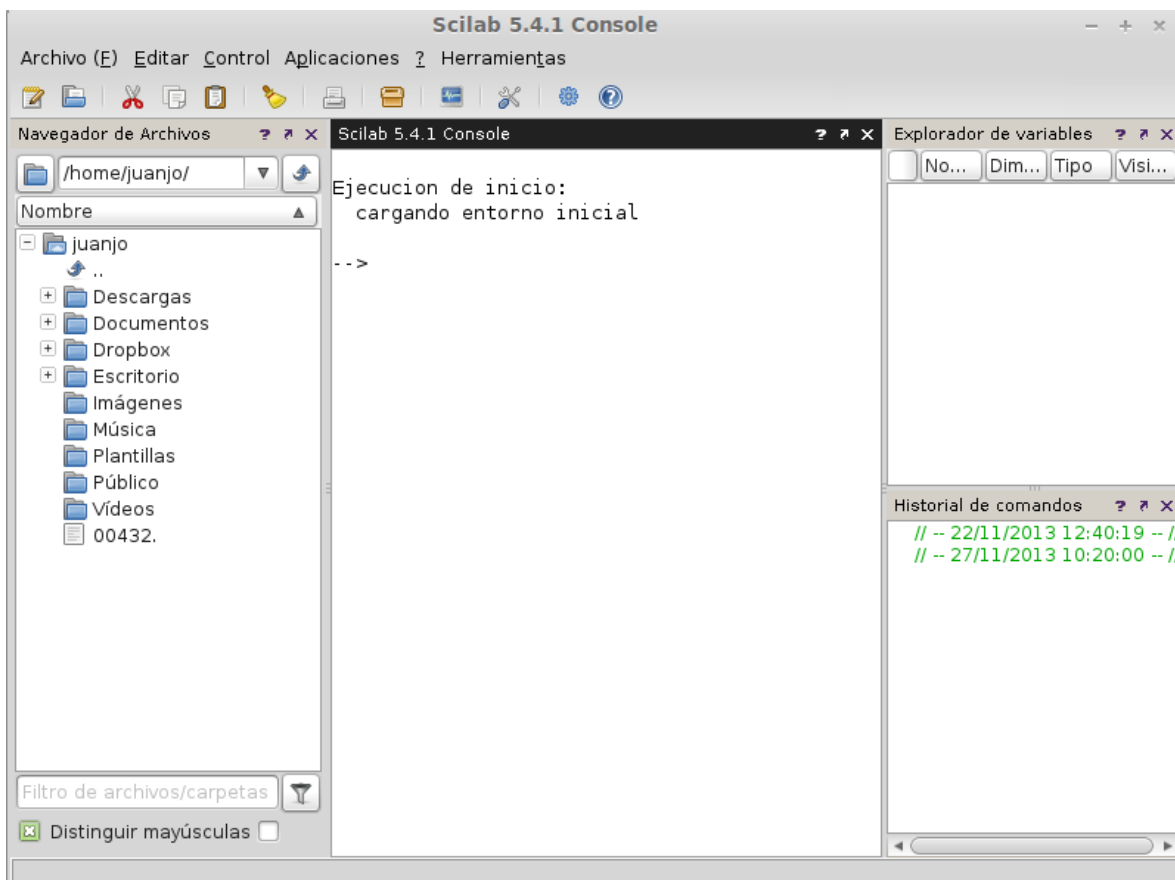 Scilab 5.4.1 Console
Archivo (F) Editar Control Aplicaciones ? Herramientas
Navegador de Archivos
/home/juanjo/
Nombre
juanjo
..
Descargas
Documentos
Dropbox
Escritorio
Imágenes
Música
Plantillas
Público
Vídeos
00432.
Filtro de archivos/carpetas
Distinguir mayúsculas
Scilab 5.4.1 Console
Ejecucion de inicio:
cargando entorno inicial
-->
Explorador de variables
No... Dim... Tipo Visi...
Historial de comandos
// -- 22/11/2013 12:40:19 -- /
// -- 27/11/2013 10:20:00 -- /